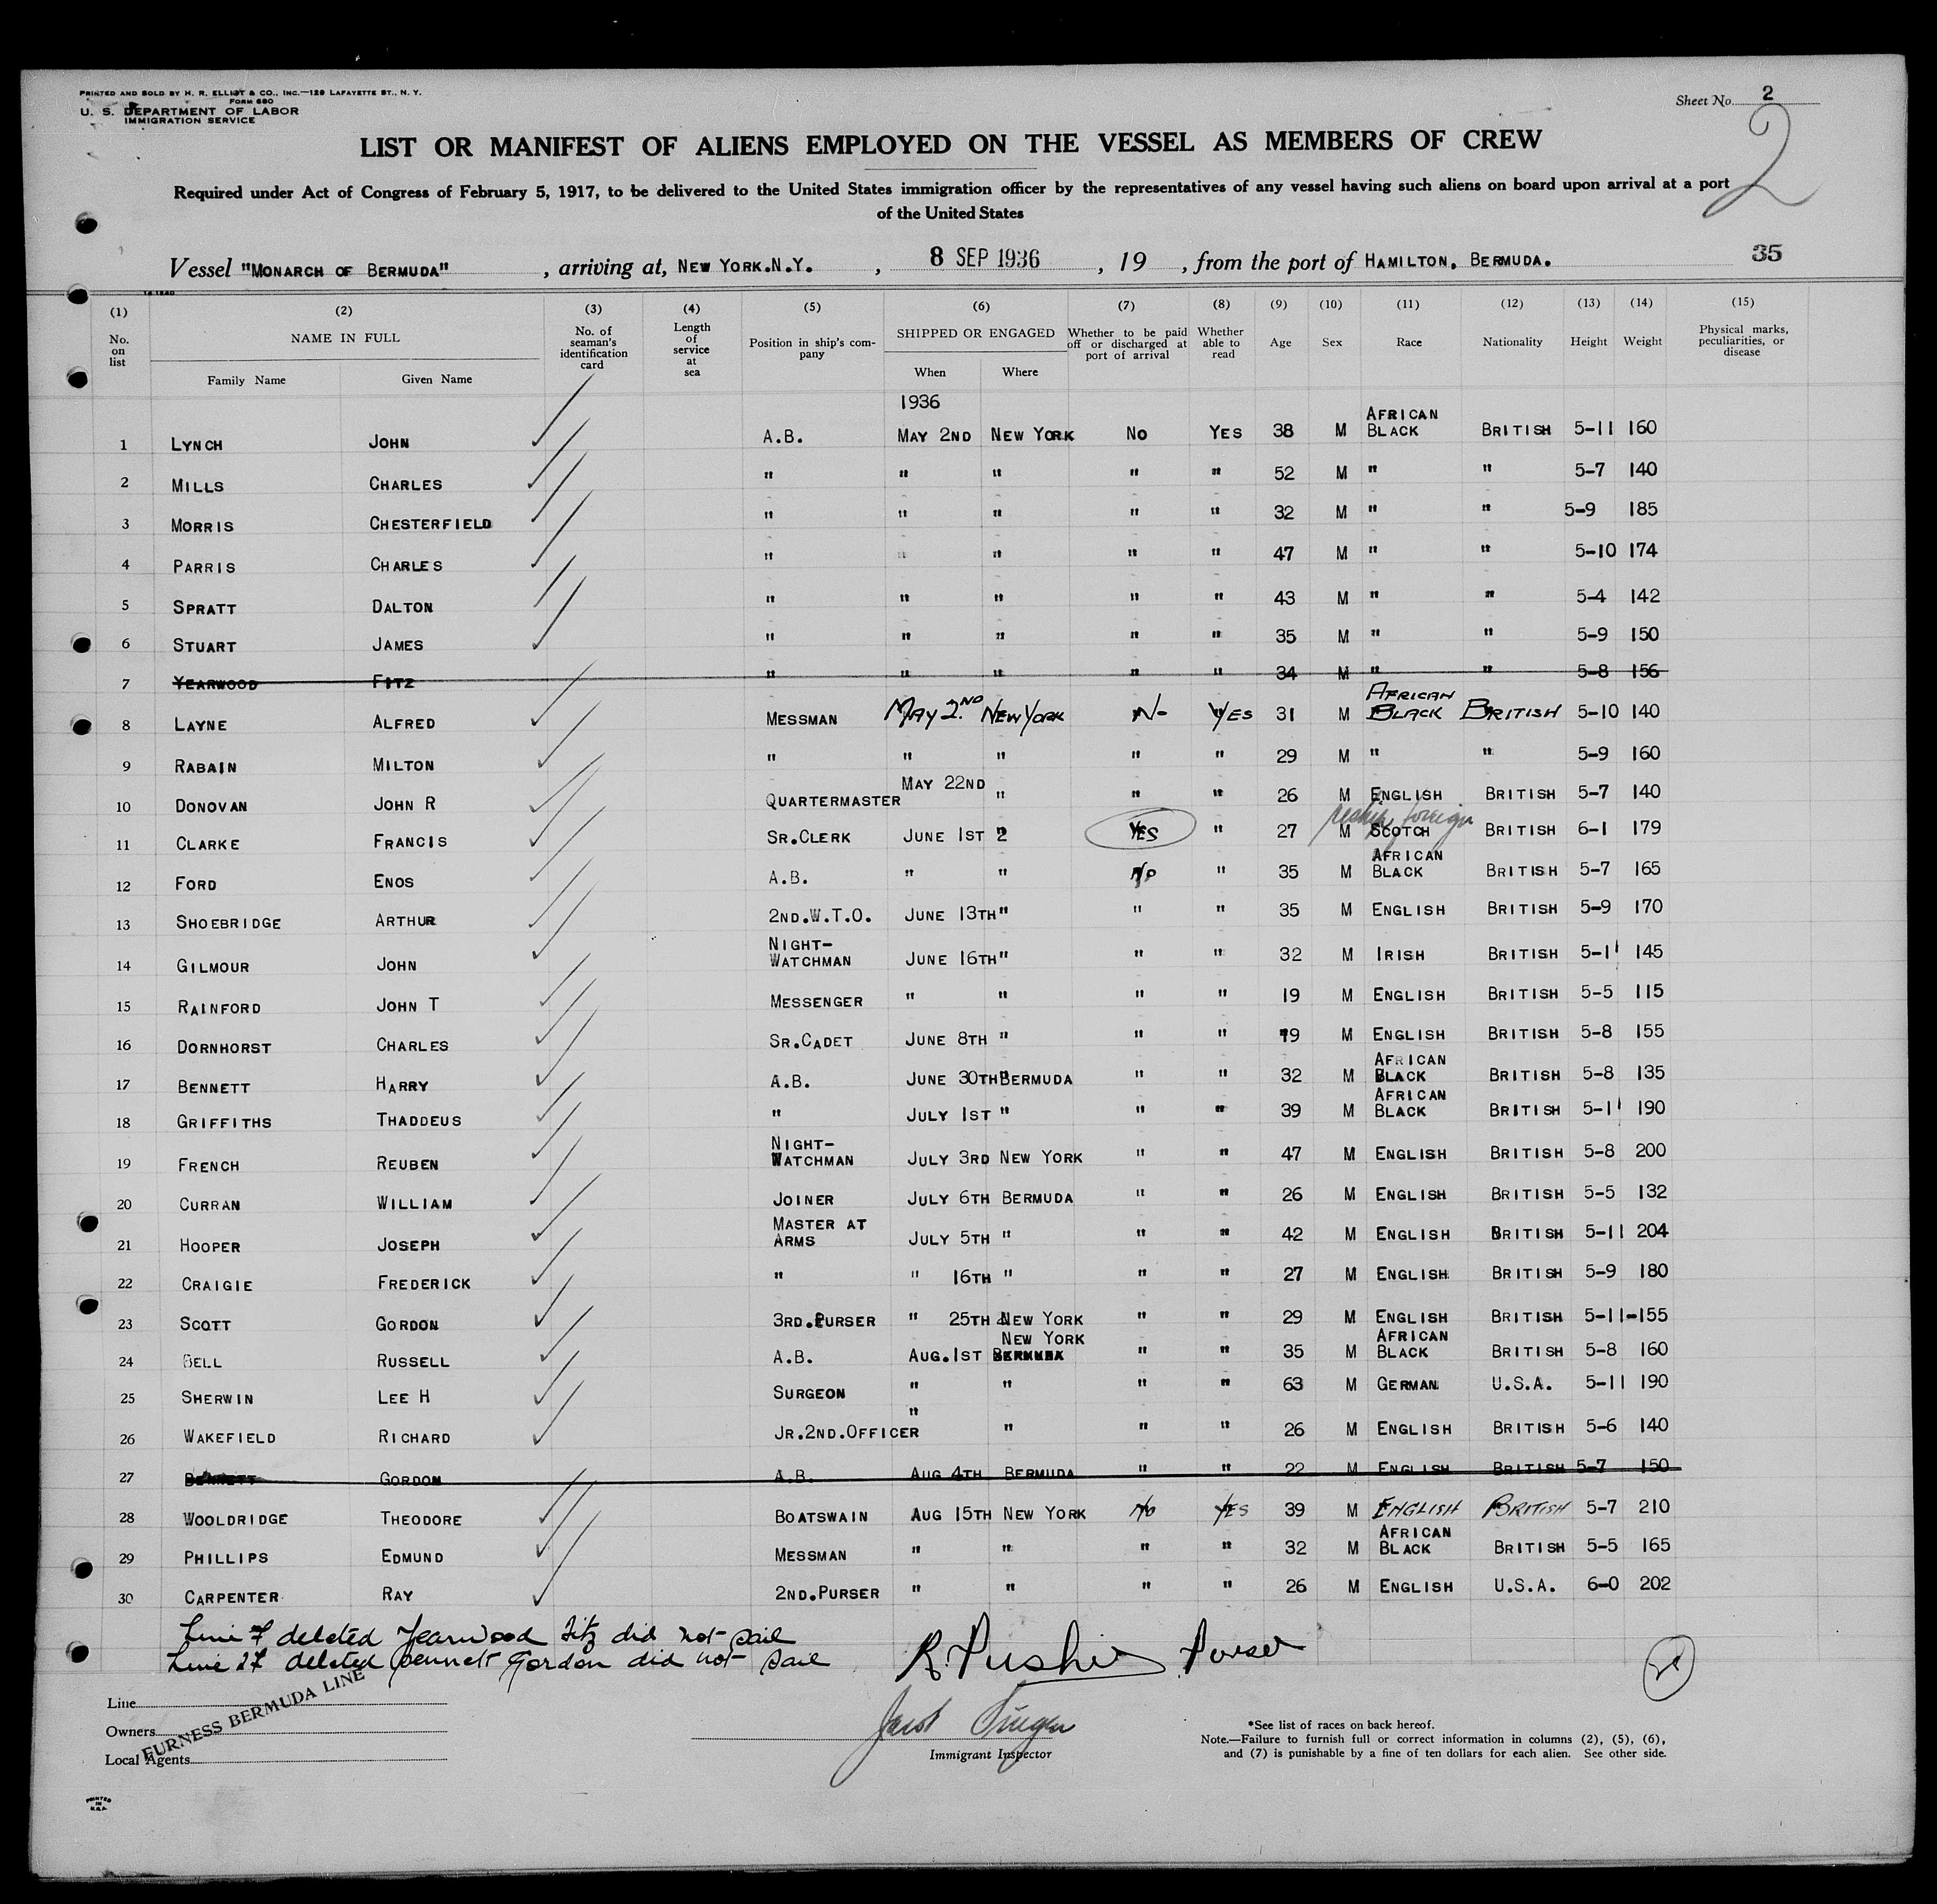 PRINTED AND SOLD BY H. R. ELLIOT & CO., INC.—129 LAFAYETTE ST., N. Y.
FORM 680
U. S. DEPARTMENT OF LABOR
IMMIGRATION SERVICE
Sheet No. 2
2
LIST OR MANIFEST OF ALIENS EMPLOYED ON THE VESSEL AS MEMBERS OF CREW
Required under Act of Congress of February 5, 1917, to be delivered to the United States immigration officer by the representatives of any vessel having such aliens on board upon arrival at a port
of the United States
Vessel "MONARCH OF BERMUDA", arriving at, NEW YORK.N.Y., 8 SEP 1936, 19 , from the port of HAMILTON, BERMUDA. 35
(1) (2) (3) (4) (5) (6) (7) (8) (9) (10) (11) (12) (13) (14) (15)
No. on list NAME IN FULL Family Name Given Name No. of seaman's identification card Length of service at sea Position in ship's company SHIPPED OR ENGAGED When Where Whether to be paid off or discharged at port of arrival Whether able to read Age Sex Race Nationality Height Weight Physical marks, peculiarities, or disease
1936
1 LYNCH JOHN A.B. MAY 2ND NEW YORK NO YES 38 M AFRICAN BLACK BRITISH 5-11 160
2 MILLS CHARLES " " " " " 52 M " " 5-7 140
3 MORRIS CHESTERFIELD " " " " " 32 M " " 5-9 185
4 PARRIS CHARLES " " " " " 47 M " " 5-10 174
5 SPRATT DALTON " " " " " 43 M " " 5-4 142
6 STUART JAMES " " " " " 35 M " " 5-9 150
7 YEARWOOD FITZ " " " " " 34 M " " 5-8 156
8 LAYNE ALFRED MESSMAN MAY 2ND NEW YORK No YES 31 M AFRICAN BLACK BRITISH 5-10 140
9 RABAIN MILTON " " " " " 29 M " " 5-9 160
10 DONOVAN JOHN R QUARTERMASTER MAY 22ND " " " 26 M ENGLISH BRITISH 5-7 140
reship foreign
11 CLARKE FRANCIS SR.CLERK JUNE 1ST " YES " 27 M SCOTCH BRITISH 6-1 179
12 FORD ENOS A.B. " " NO " 35 M AFRICAN BLACK BRITISH 5-7 165
13 SHOEBRIDGE ARTHUR 2ND.W.T.O. JUNE 13TH " " " 35 M ENGLISH BRITISH 5-9 170
14 GILMOUR JOHN NIGHT-WATCHMAN JUNE 16TH " " " 32 M IRISH BRITISH 5-11 145
15 RAINFORD JOHN T MESSENGER " " " " 19 M ENGLISH BRITISH 5-5 115
16 DORNHORST CHARLES SR.CADET JUNE 8TH " " " 19 M ENGLISH BRITISH 5-8 155
17 BENNETT HARRY A.B. JUNE 30TH BERMUDA " " 32 M AFRICAN BLACK BRITISH 5-8 135
18 GRIFFITHS THADDEUS " JULY 1ST " " " 39 M AFRICAN BLACK BRITISH 5-11 190
19 FRENCH REUBEN NIGHT-WATCHMAN JULY 3RD NEW YORK " " 47 M ENGLISH BRITISH 5-8 200
20 CURRAN WILLIAM JOINER JULY 6TH BERMUDA " " 26 M ENGLISH BRITISH 5-5 132
21 HOOPER JOSEPH MASTER AT ARMS JULY 5TH " " " 42 M ENGLISH BRITISH 5-11 204
22 CRAIGIE FREDERICK " " 16TH " " " 27 M ENGLISH BRITISH 5-9 180
23 SCOTT GORDON 3RD.PURSER " 25TH NEW YORK " " 29 M ENGLISH BRITISH 5-11-155
24 BELL RUSSELL A.B. AUG.1ST NEW YORK BERMUDA " " 35 M AFRICAN BLACK BRITISH 5-8 160
25 SHERWIN LEE H SURGEON " " " " 63 M GERMAN U.S.A. 5-11 190
26 WAKEFIELD RICHARD JR.2ND.OFFICER " " " " 26 M ENGLISH BRITISH 5-6 140
27 BENNETT GORDON A.B. AUG 4TH BERMUDA " " 22 M ENGLISH BRITISH 5-7 150
28 WOOLDRIDGE THEODORE BOATSWAIN AUG 15TH NEW YORK NO YES 39 M ENGLISH BRITISH 5-7 210
29 PHILLIPS EDMUND MESSMAN " " " " 32 M AFRICAN BLACK BRITISH 5-5 165
30 CARPENTER RAY 2ND.PURSER " " " " 26 M ENGLISH U.S.A. 6-0 202
Line 7 deleted Yearwood Fitz did not sail
Line 27 deleted Bennett Gordon did not sail
R. Purser
Line
Owners
Local Agents
FURNESS BERMUDA LINE
Jacob
Immigrant Inspector
*See list of races on back hereof.
Note.—Failure to furnish full or correct information in columns (2), (5), (6),
and (7) is punishable by a fine of ten dollars for each alien. See other side.
PRINTED
IN
U.S.A.